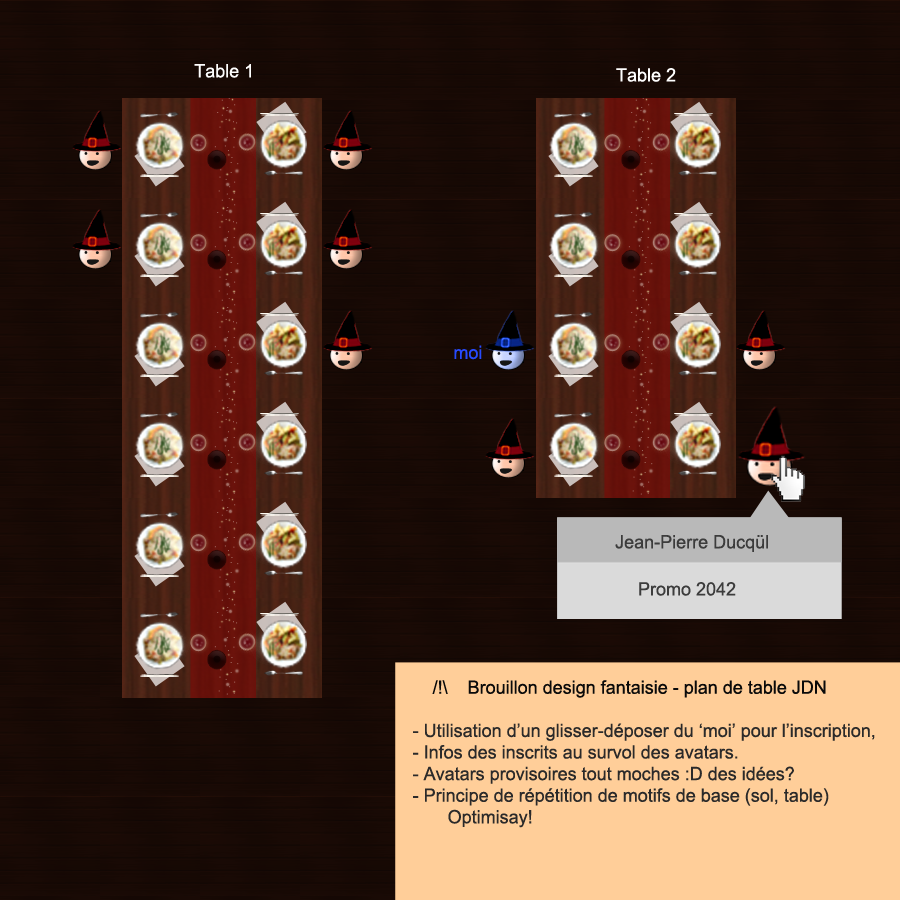 Table 1
Table 2
moi
Jean-Pierre Ducqül
Promo 2042
/!\ Brouillon design fantaisie - plan de table JDN
- Utilisation d’un glisser-déposer du ‘moi’ pour l’inscription,
- Infos des inscrits au survol des avatars.
- Avatars provisoires tout moches :D des idées?
- Principe de répétition de motifs de base (sol, table)
Optimisay!